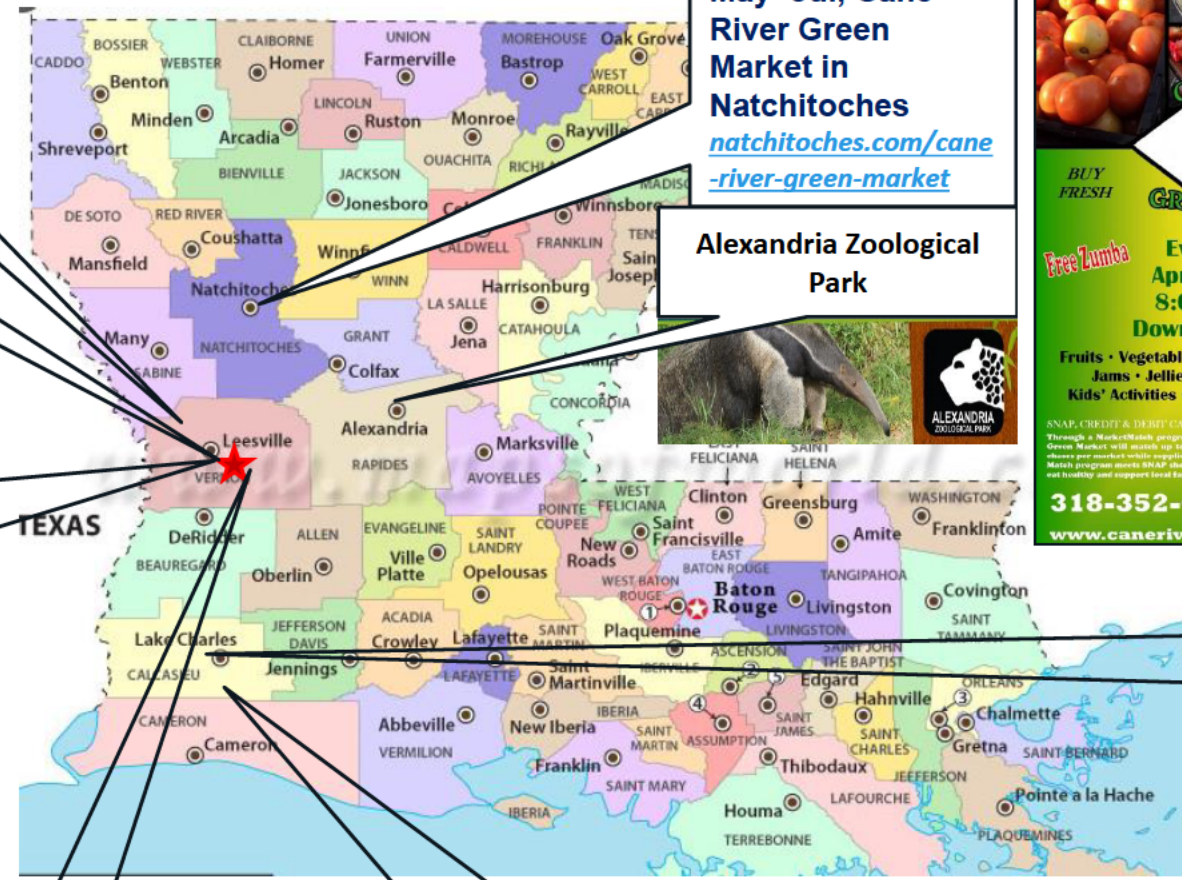 May-Jul, Cane
River Green
Market in
Natchitoches
natchitoches.com/cane
-river-green-market
Alexandria Zoological
Park
ALEXANDRIA
ZOOLOGICAL PARK
BUY
FRESH
Free Zumba
Fruits · 
Jams · 
Kids' Activities
318-352-
TEXAS
CADDO
BOSSIER
Benton
WEBSTER
CLAIBORNE
Homer
UNION
Farmerville
MOREHOUSE
Bastrop
Oak Grove
WEST
CARROLL
EAST
Minden
Shreveport
Arcadia
LINCOLN
Ruston
Monroe
OUACHITA
Rayville
BIENVILLE
JACKSON
Jonesboro
DE SOTO
Mansfield
RED RIVER
Coushatta
WINN
CALDWELL
Winnsboro
FRANKLIN
Natchitoches
NATCHITOCHES
Many
SABINE
GRANT
Colfax
LA SALLE
Jena
Harrisonburg
CATAHOULA
CONCORDIA
Leesville
Alexandria
RAPIDES
Marksville
AVOYELLES
FELICIANA
SAINT
HELENA
DeRidder
BEAUREGARD
ALLEN
Oberlin
EVANGELINE
Ville
Platte
SAINT
LANDRY
Opelousas
POINTE
COUPEE
New
Roads
WEST
FELICIANA
Saint
Francisville
Clinton
Greensburg
WASHINGTON
Franklinton
Amite
TANGIPAHOA
EAST
BATON ROUGE
WEST BATON
ROUGE
1
Baton
Rouge
Livingston
LIVINGSTON
Covington
SAINT
TAMMANY
Lake Charles
CALCASIEU
JEFFERSON
DAVIS
Jennings
ACADIA
Crowley
Lafayette
LAFAYETTE
SAINT
MARTIN
Saint
Martinville
Plaquemine
IBERVILLE
ASCENSION
2
5
SAINT JOHN
THE BAPTIST
Edgard
Hahnville
ORLEANS
3
Chalmette
Gretna
SAINT BERNARD
CAMERON
Cameron
Abbeville
VERMILION
New Iberia
IBERIA
SAINT
MARTIN
4
ASSUMPTION
SAINT
JAMES
SAINT
CHARLES
Franklin
SAINT MARY
Thibodaux
JEFFERSON
Houma
LAFOURCHE
TERREBONNE
IBERIA
Pointe a la Hache
PLAQUEMINES